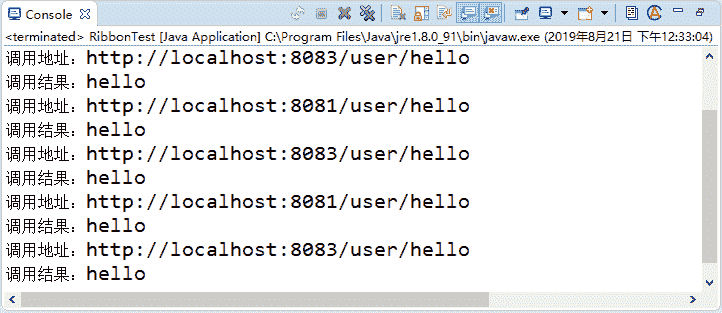 Console
<terminated> RibbonTest [Java Application] C:\Program Files\Java\jre1.8.0_91\bin\javaw.exe (2019年8月21日 下午12:33:04)
调用地址：http://localhost:8083/user/hello
调用结果：hello
调用地址：http://localhost:8081/user/hello
调用结果：hello
调用地址：http://localhost:8083/user/hello
调用结果：hello
调用地址：http://localhost:8081/user/hello
调用结果：hello
调用地址：http://localhost:8083/user/hello
调用结果：hello